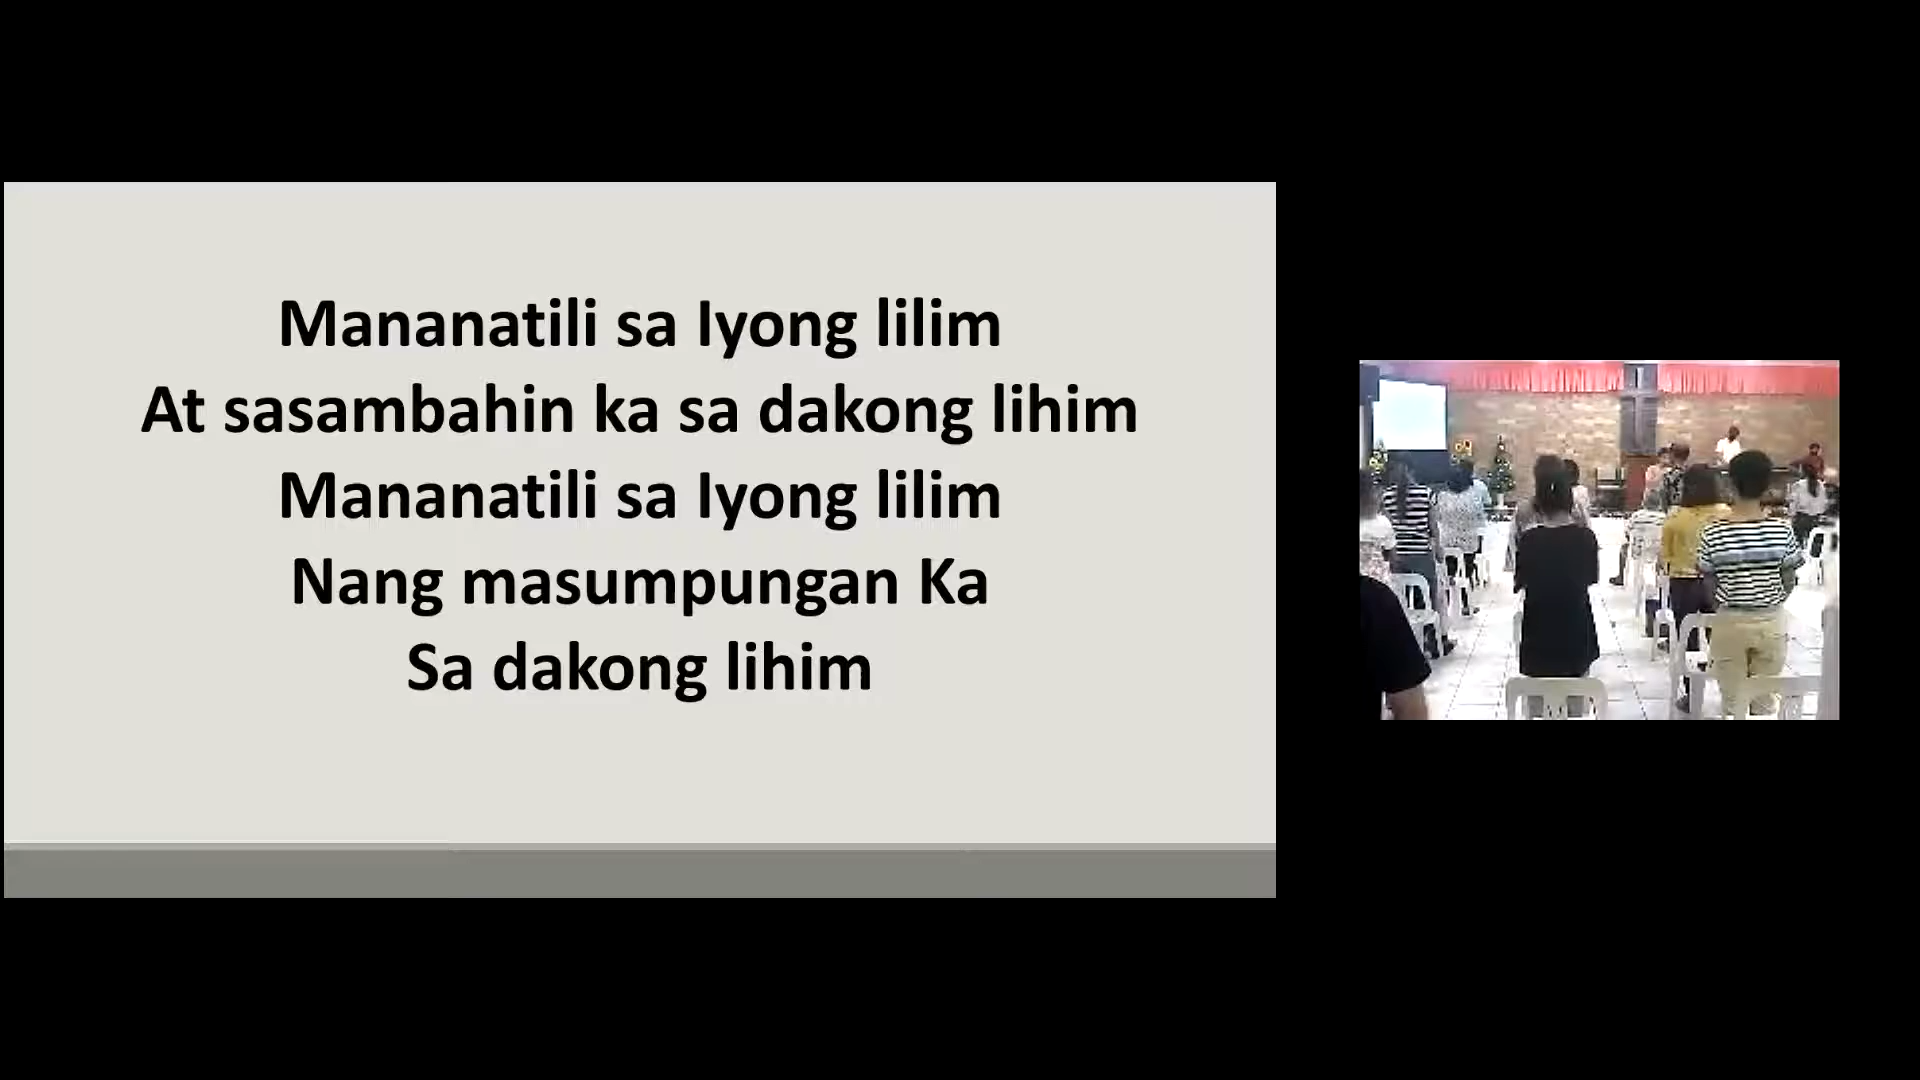 Mananatili sa Iyong lilim
At sasambahin ka sa dakong lihim
Mananatili sa Iyong lilim
Nang masumpungan Ka
Sa dakong lihim